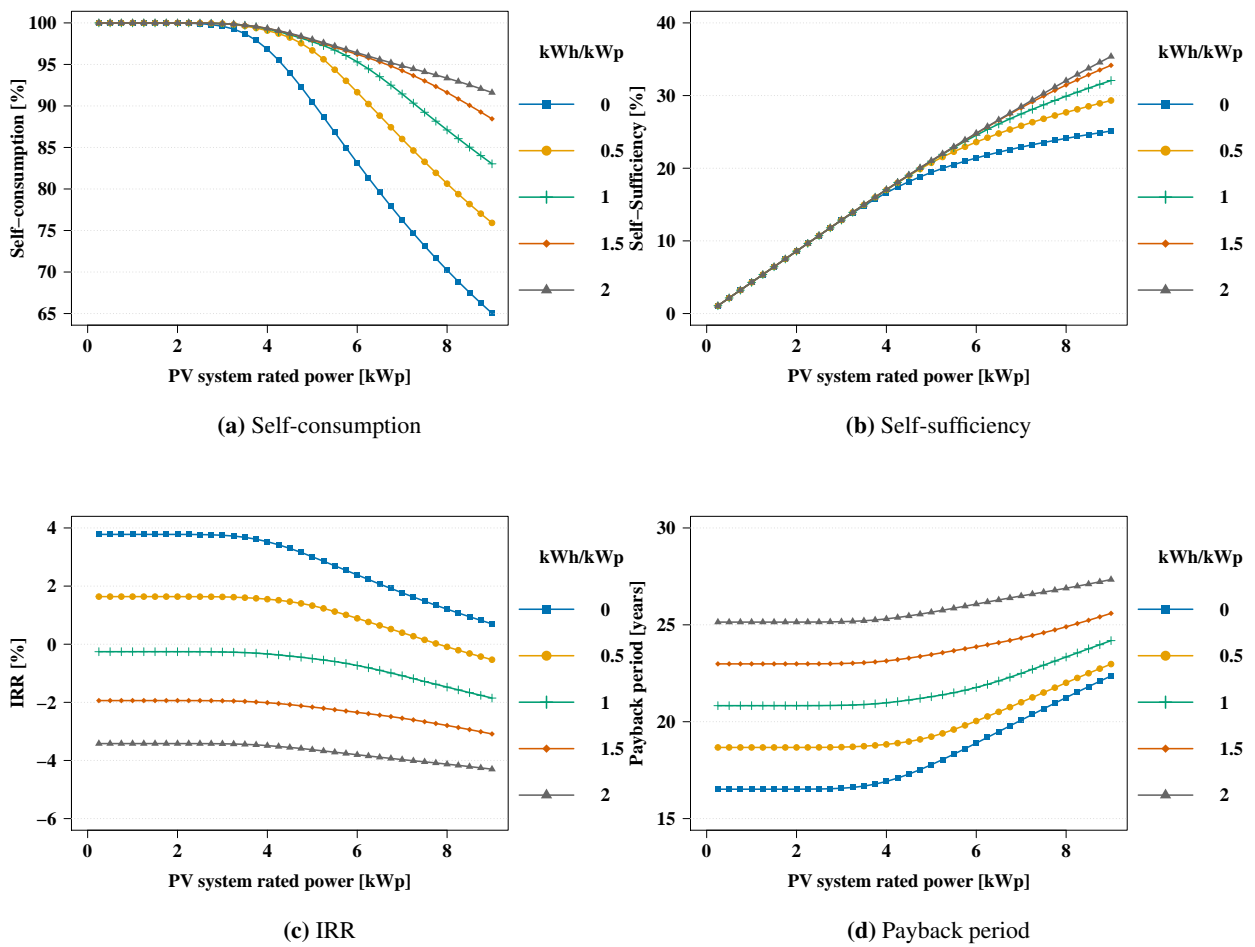 100
95
90
85
80
75
70
65
Self−consumption [%]
0 2 4 6 8
PV system rated power [kWp]
kWh/kWp
0
0.5
1
1.5
2
(a) Self-consumption
40
30
20
10
0
Self−Sufficiency [%]
0 2 4 6 8
PV system rated power [kWp]
kWh/kWp
0
0.5
1
1.5
2
(b) Self-sufficiency
4
2
0
−2
−4
−6
IRR [%]
0 2 4 6 8
PV system rated power [kWp]
kWh/kWp
0
0.5
1
1.5
2
(c) IRR
30
25
20
15
Payback period [years]
0 2 4 6 8
PV system rated power [kWp]
kWh/kWp
0
0.5
1
1.5
2
(d) Payback period